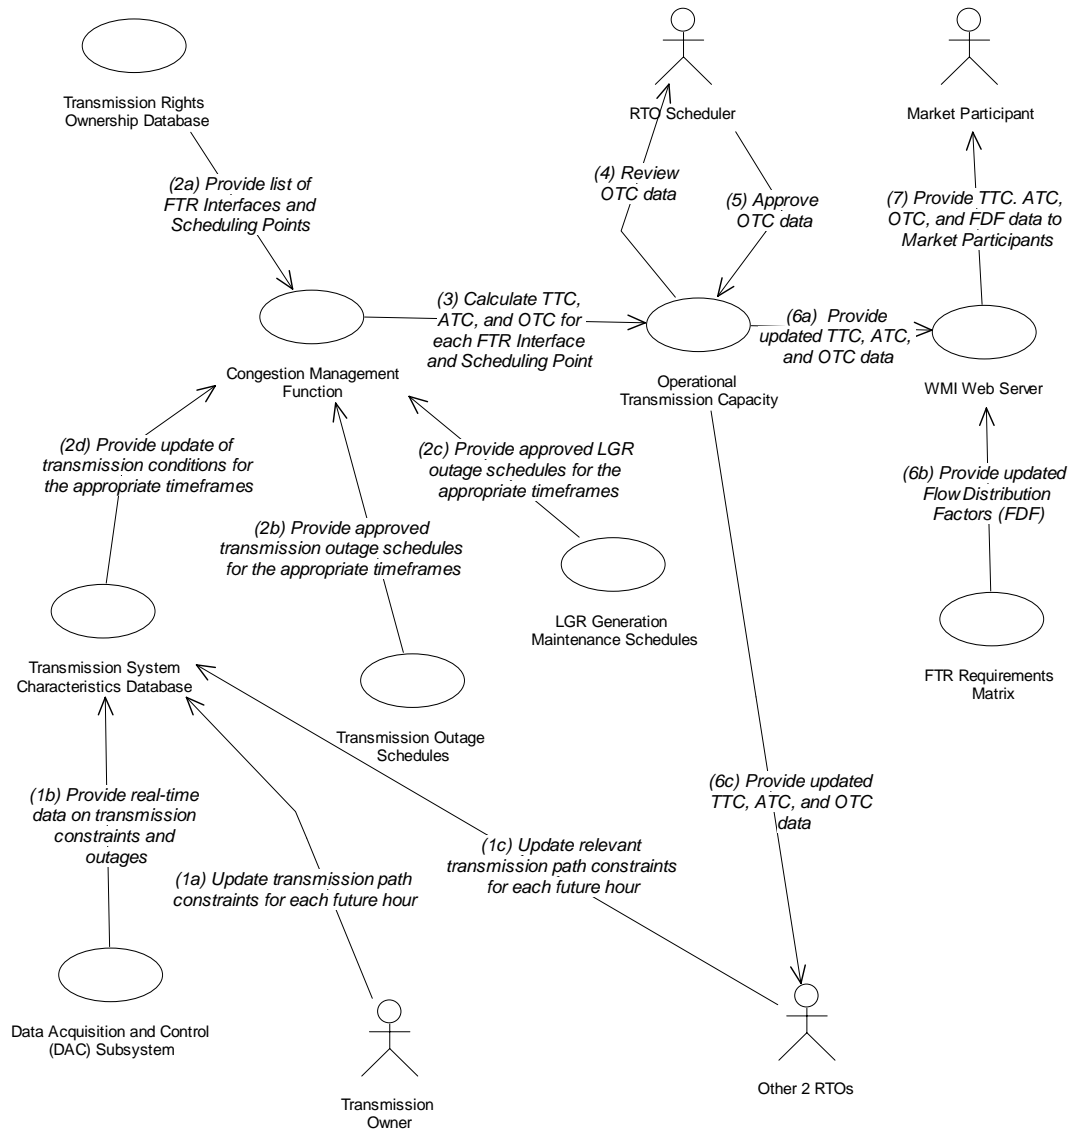 Transmission Rights
Ownership Database
RTO Scheduler
Market Participant
(2a) Provide list of
FTR Interfaces and
Scheduling Points
(4) Review
OTC data
(5) Approve
OTC data
(7) Provide TTC. ATC,
OTC, and FDF data to
Market Participants
(3) Calculate TTC,
ATC, and OTC for
each FTR Interface
and Scheduling Point
(6a) Provide
updated TTC, ATC,
and OTC data
Congestion Management
Function
Operational
Transmission Capacity
WMI Web Server
(2d) Provide update of
transmission conditions for
the appropriate timeframes
(2c) Provide approved LGR
outage schedules for the
appropriate timeframes
(6b) Provide updated
Flow Distribution
Factors (FDF)
(2b) Provide approved
transmission outage schedules
for the appropriate timeframes
LGR Generation
Maintenance Schedules
Transmission System
Characteristics Database
FTR Requirements
Matrix
Transmission Outage
Schedules
(1b) Provide real-time
data on transmission
constraints and
outages
(6c) Provide updated
TTC, ATC, and OTC
data
(1c) Update relevant
transmission path constraints
for each future hour
(1a) Update transmission path
constraints for each future hour
Data Acquisition and Control
(DAC) Subsystem
Transmission
Owner
Other 2 RTOs